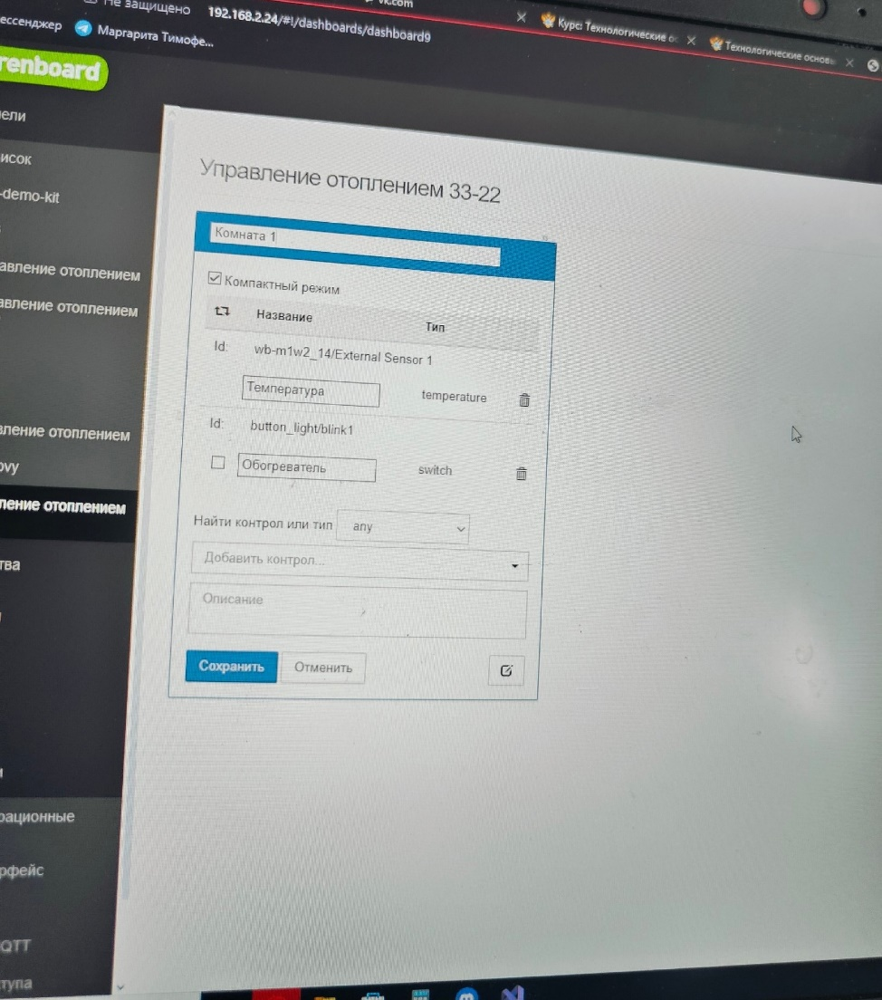 Не защищено 192.168.2.24/#!/dashboards/dashboard9
vk.com
Курс: Технологические
Технологические
Маргарита Тимофе...
Управление отоплением 33-22
Комната 1
Компактный режим
Название Тип
Id: wb-m1w2_14/External Sensor 1
Температура temperature
Id: button_light/blink1
Обогреватель switch
Найти контрол или тип any
Добавить контрол...
Описание
Сохранить Отменить
ессенджер
renboard
ели
исок
-demo-kit
авление отоплением
авление отоплением
вление отоплением
ovy
ление отоплением
тва
рационные
рфейс
QTT
тупа